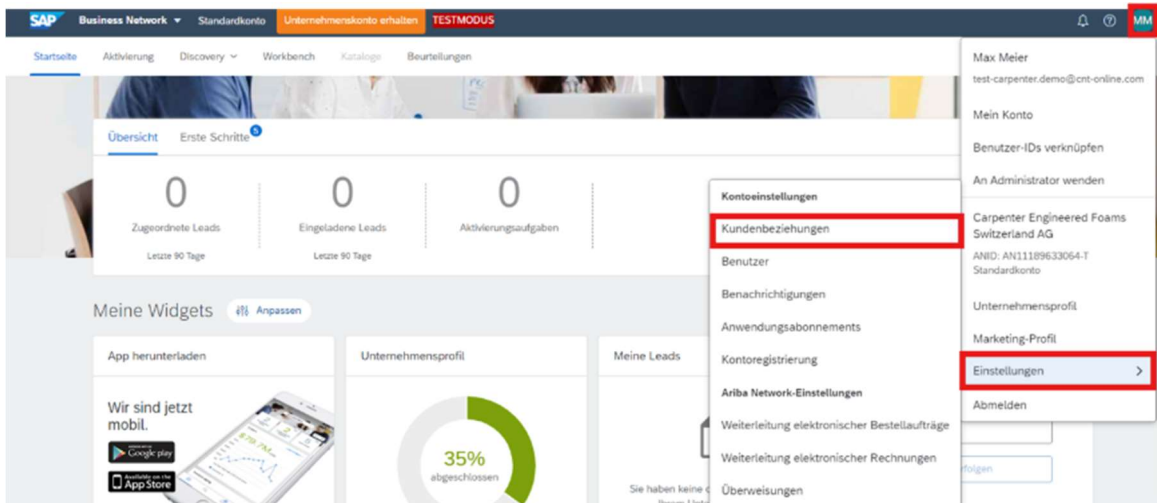 SAP Business Network Standardkonto Unternehmenskonto erhalten TESTMODUS MM
Startseite Aktivierung Discovery Workbench Kataloge Beurteilungen
Übersicht Erste Schritte 5
0 0 0
Zugeordnete Leads Eingeladene Leads Aktivierungsaufgaben
Letzte 90 Tage Letzte 90 Tage
Meine Widgets Anpassen
App herunterladen
Wir sind jetzt
mobil.
Google play
Available on the
App Store
Unternehmensprofil
35%
abgeschlossen
Meine Leads
Sie haben keine
Kontoeinstellungen
Kundenbeziehungen
Benutzer
Benachrichtigungen
Anwendungsabonnements
Kontoregistrierung
Ariba Network-Einstellungen
Weiterleitung elektronischer Bestellaufträge
Weiterleitung elektronischer Rechnungen
Überweisungen
Max Meier
test-carpenter.demo@cnt-online.com
Mein Konto
Benutzer-IDs verknüpfen
An Administrator wenden
Carpenter Engineered Foams
Switzerland AG
ANID: AN11189633064-T
Standardkonto
Unternehmensprofil
Marketing-Profil
Einstellungen
Abmelden